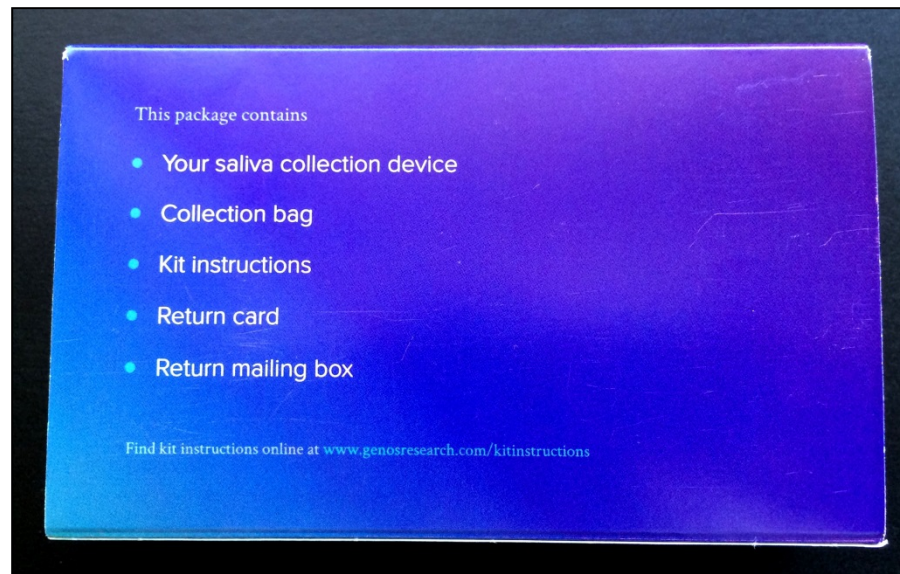 This package contains
• Your saliva collection device
• Collection bag
• Kit instructions
• Return card
• Return mailing box
Find kit instructions online at www.genosresearch.com/kitinstructions